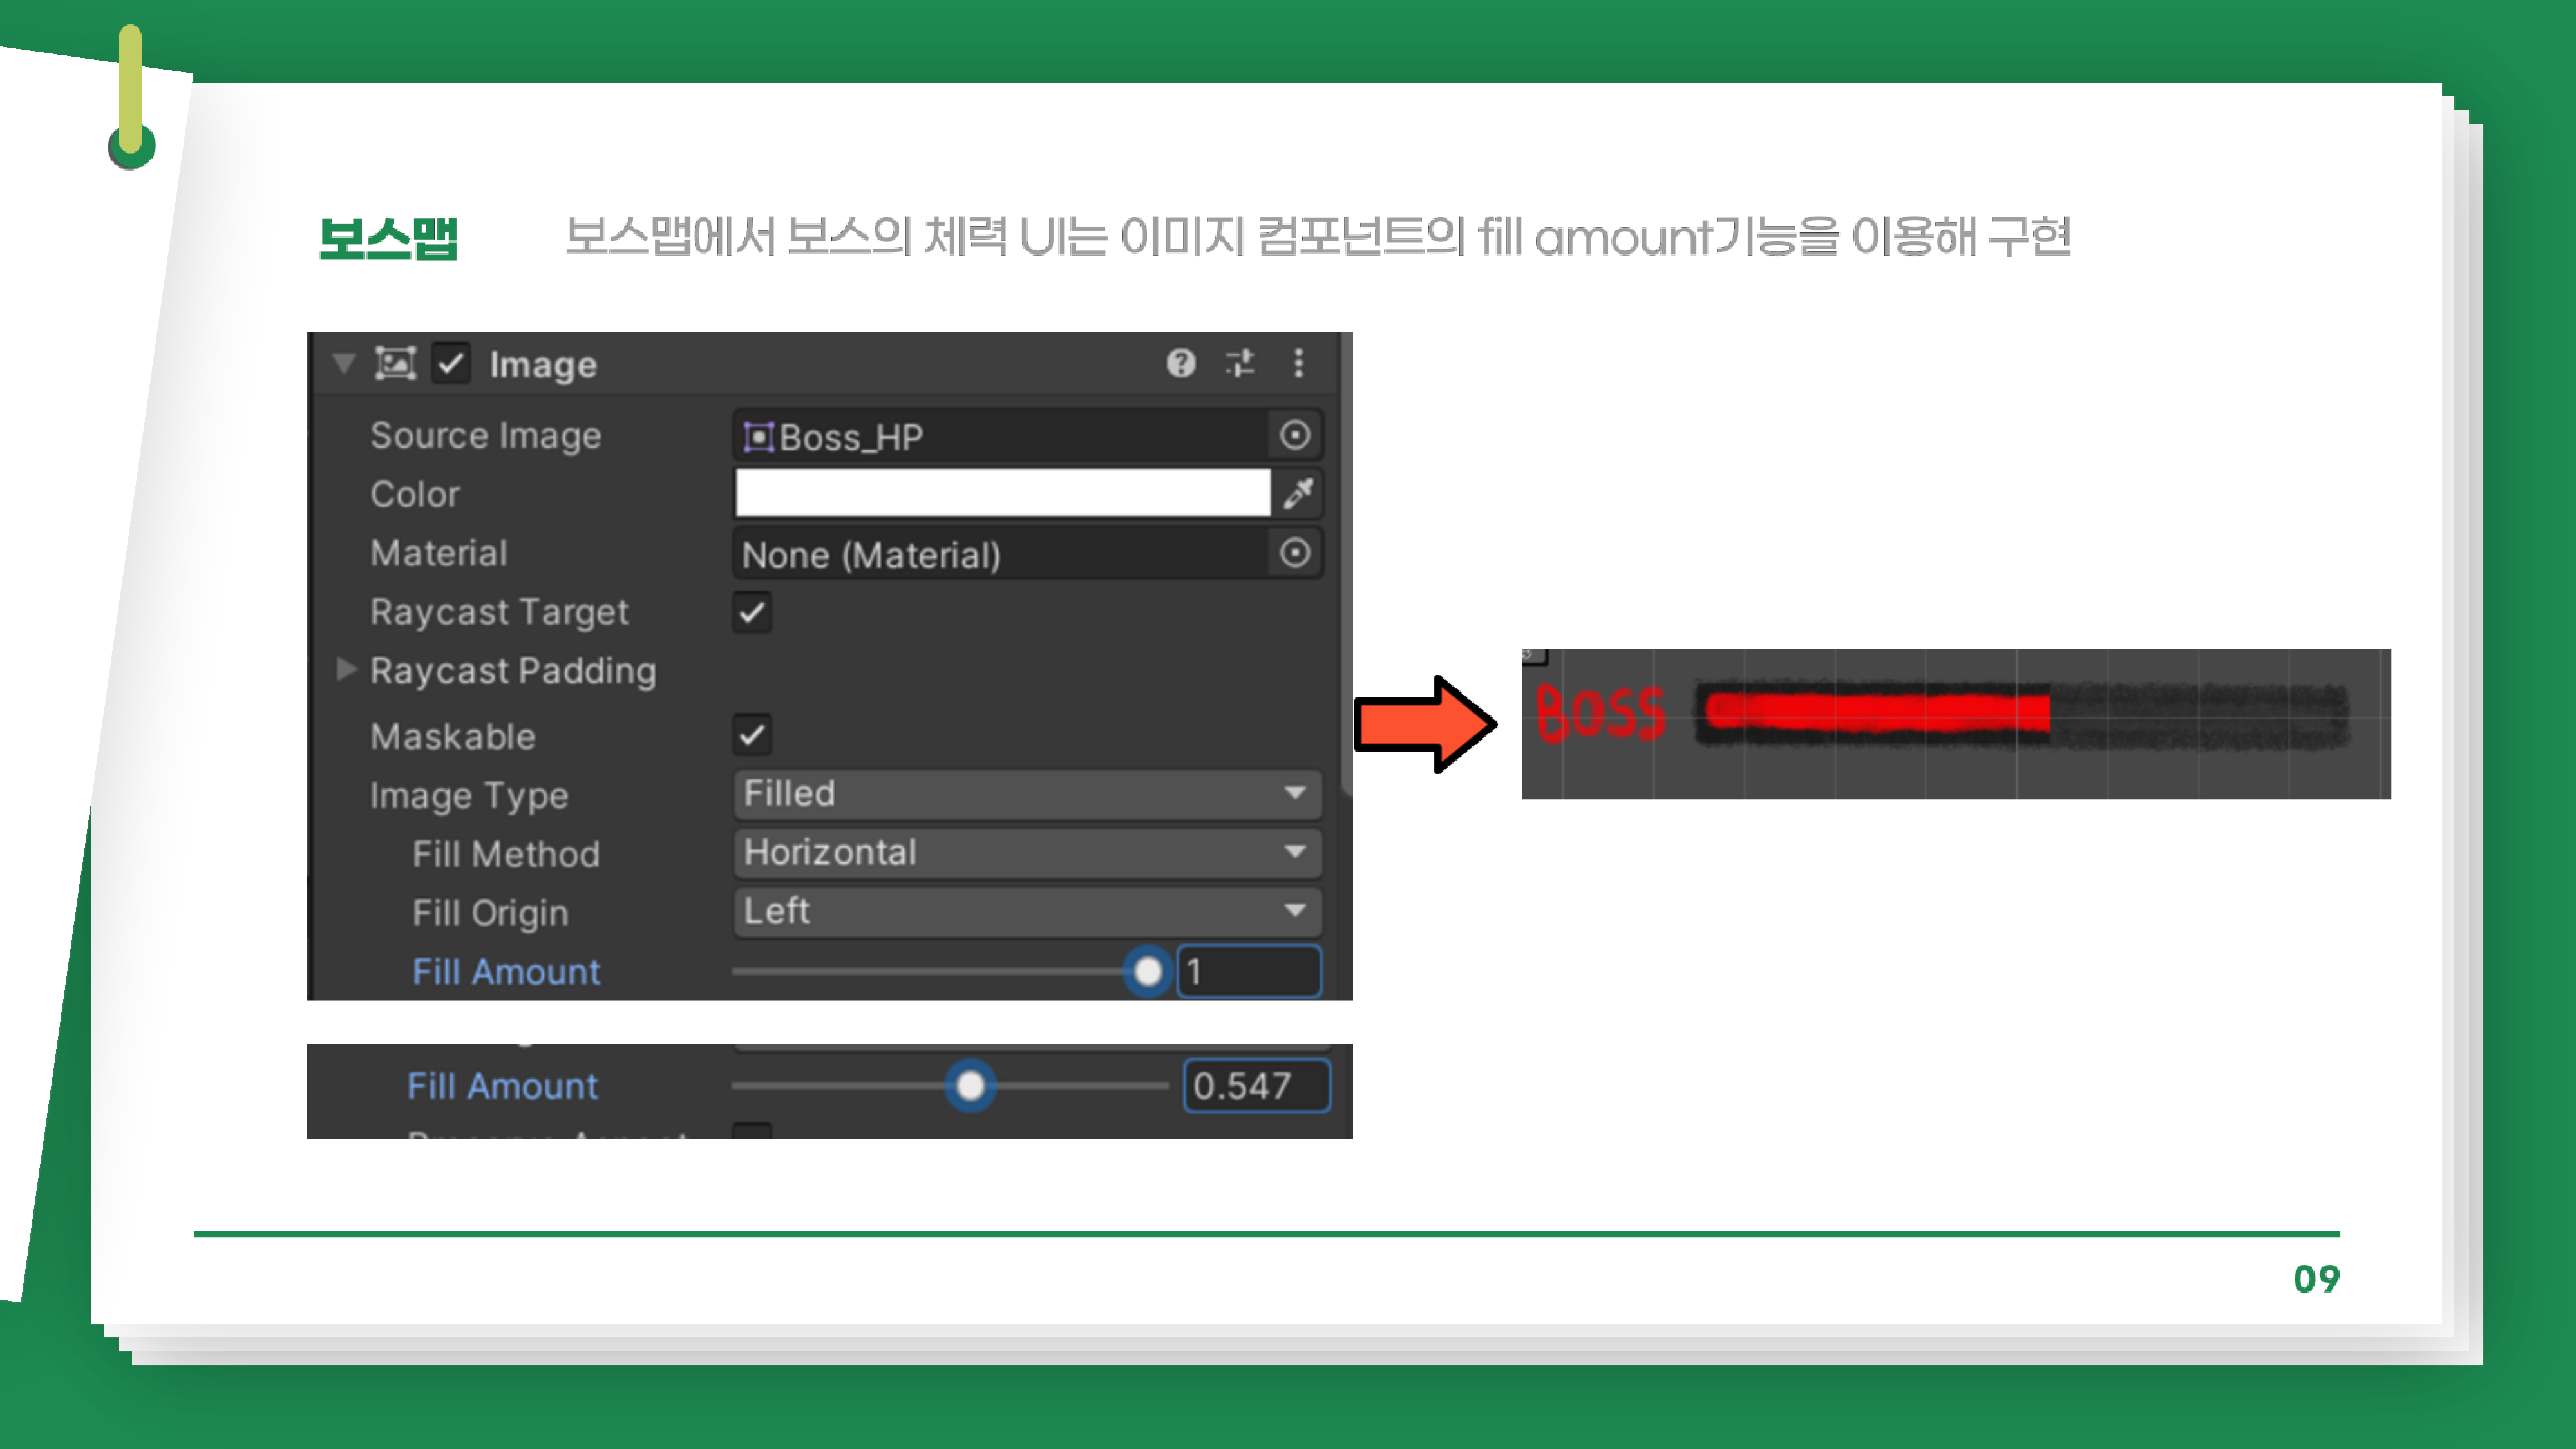 보스맵
보스맵에서 보스의 체력 UI는 이미지 컴포넌트의 fill amount기능을 이용해 구현
Image
Source Image
Boss_HP
Color
Material
None (Material)
Raycast Target
Raycast Padding
Maskable
Image Type
Filled
Fill Method
Horizontal
Fill Origin
Left
Fill Amount
1
BOSS
Fill Amount
0.547
09